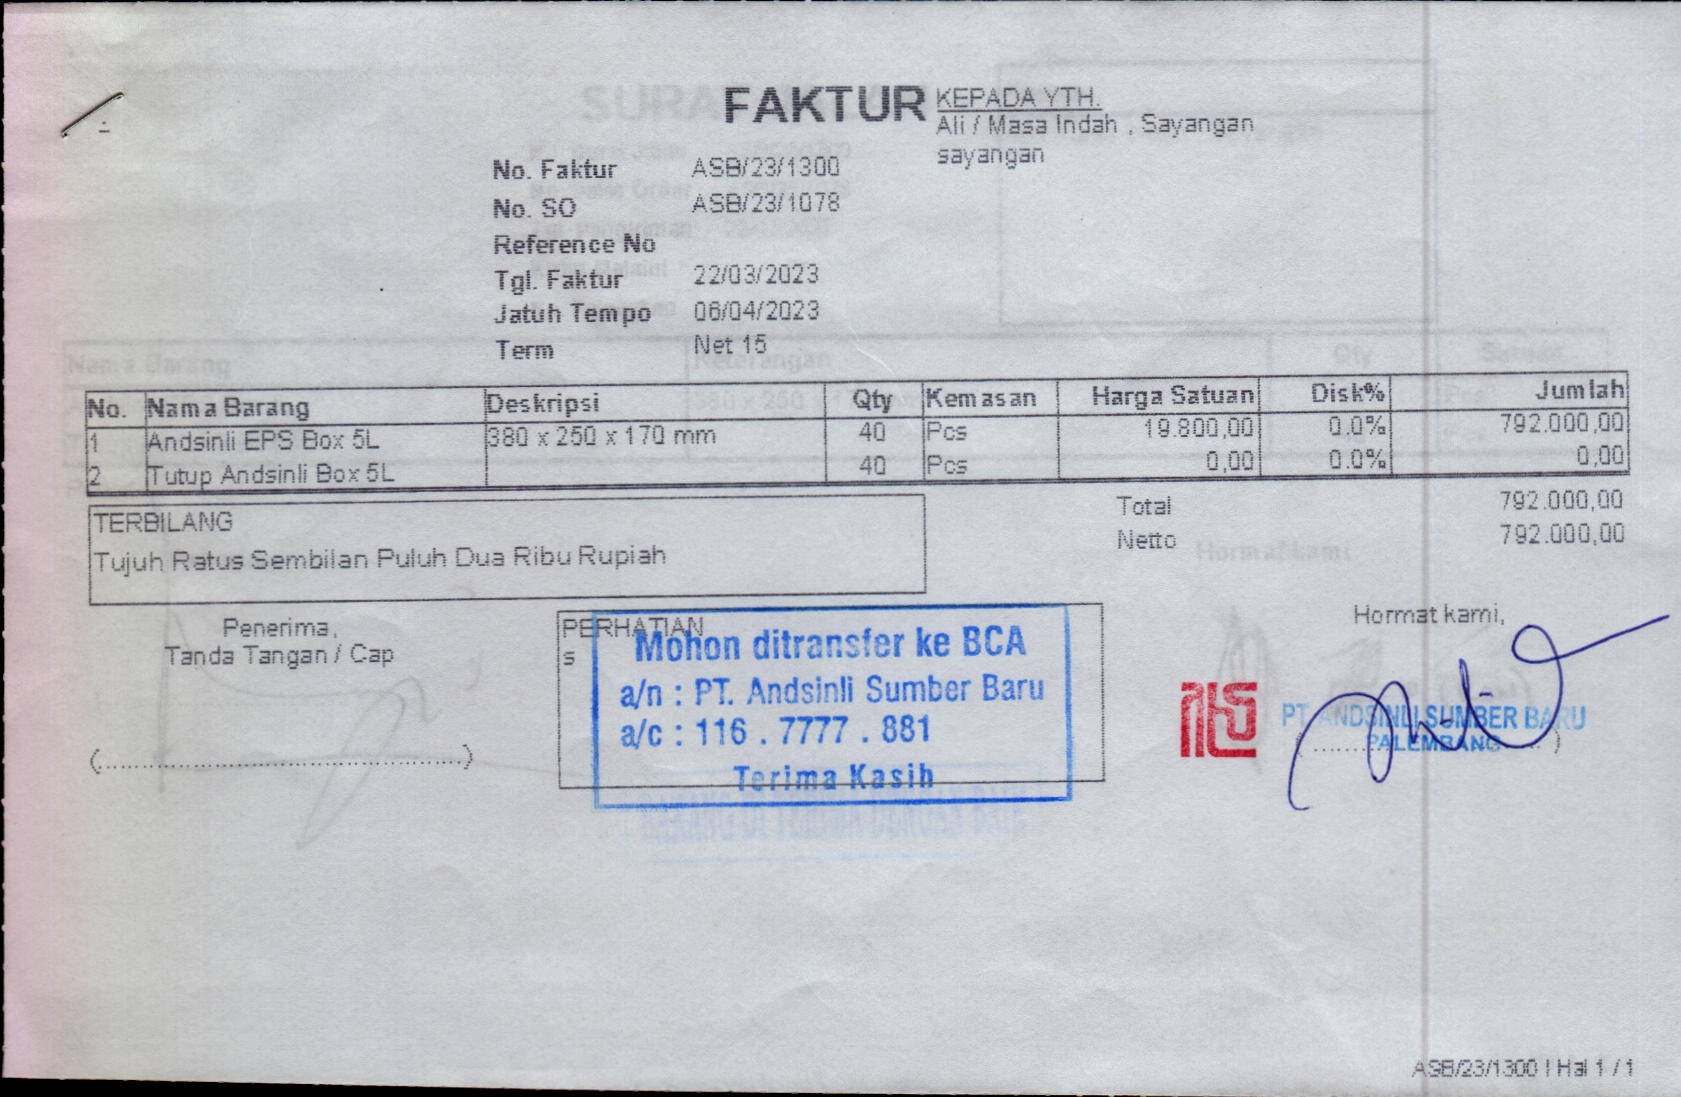 FAKTUR
KEPADA YTH.
Ali / Masa Indah , Sayangan
sayangan
No. Faktur ASB/23/1300
No. SO ASB/23/1078
Reference No
Tgl. Faktur 22/03/2023
Jatuh Tempo 06/04/2023
Term Net 15
No. Nama Barang Deskripsi Qty Kemasan Harga Satuan Disk% Jumlah
1 Andsinli EPS Box 5L 380 x 250 x 170 mm 40 Pcs 19.800,00 0.0% 792.000,00
2 Tutup Andsinli Box 5L 40 Pcs 0,00 0.0% 0,00
TERBILANG
Tujuh Ratus Sembilan Puluh Dua Ribu Rupiah
Total 792.000,00
Netto 792.000,00
Penerima,
Tanda Tangan / Cap
(...............................................)
PERHATIAN
s
Mohon ditransfer ke BCA
a/n : PT. Andsinli Sumber Baru
a/c : 116 . 7777 . 881
Terima Kasih
Hormat kami,
PT. ANDSINLI SUMBER BARU
PALEMBANG
ASB/23/1300 | Hal 1 / 1